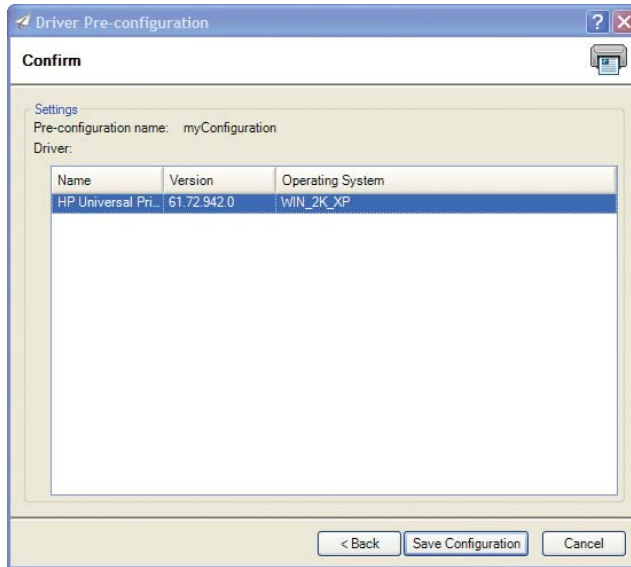 Driver Pre-configuration
Confirm
Settings
Pre-configuration name: myConfiguration
Driver:
Name Version Operating System
HP Universal Pri... 61.72.942.0 WIN_2K_XP
< Back Save Configuration Cancel